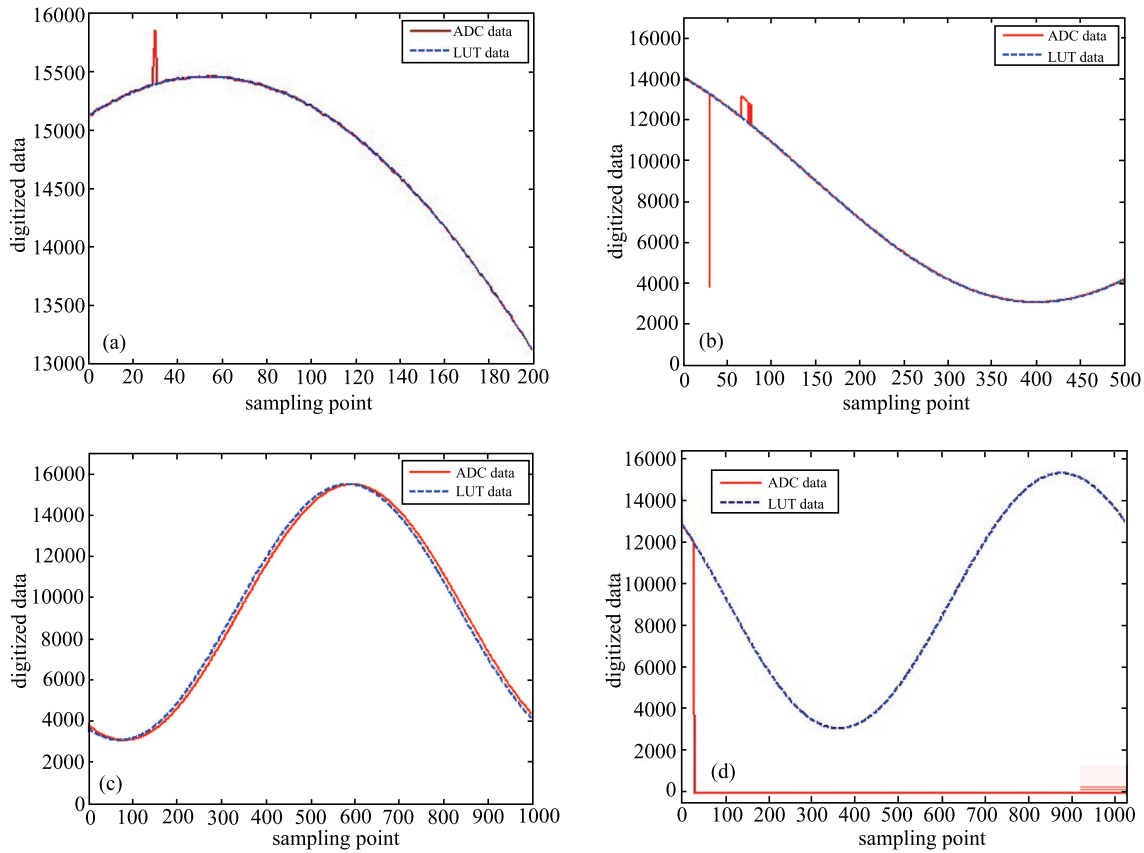 16000
15500
15000
14500
14000
13500
13000
digitized data
ADC data
LUT data
(a)
0 20 40 60 80 100 120 140 160 180 200
sampling point
16000
14000
12000
10000
8000
6000
4000
2000
0
digitized data
ADC data
LUT data
(b)
0 50 100 150 200 250 300 350 400 450 500
sampling point
16000
14000
12000
10000
8000
6000
4000
2000
0
digitized data
ADC data
LUT data
(c)
0 100 200 300 400 500 600 700 800 900 1000
sampling point
16000
14000
12000
10000
8000
6000
4000
2000
0
digitized data
ADC data
LUT data
(d)
0 100 200 300 400 500 600 700 800 900 1000
sampling point